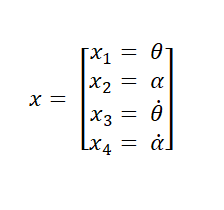 x₁ = θ
x₂ = α
x = x₃ = θ̇
x₄ = α̇